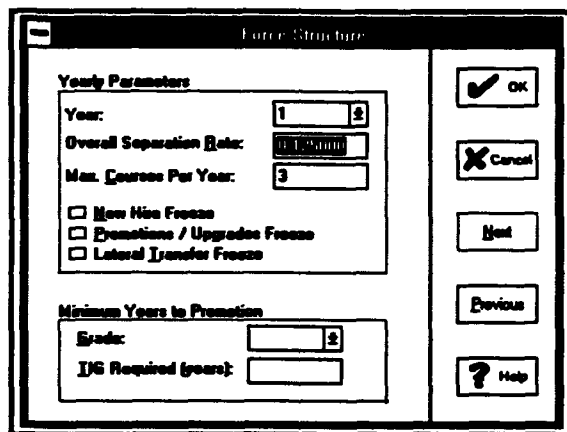 Force Structure
Yearly Parameters
Year: 1
Overall Separation Rate:
Max. Courses Per Year: 3
New Hire Freeze
Promotions / Upgrades Freeze
Lateral Transfer Freeze
Minimum Years to Promotion
Grade:
TIG Required (years):
OK
Cancel
Next
Previous
Help